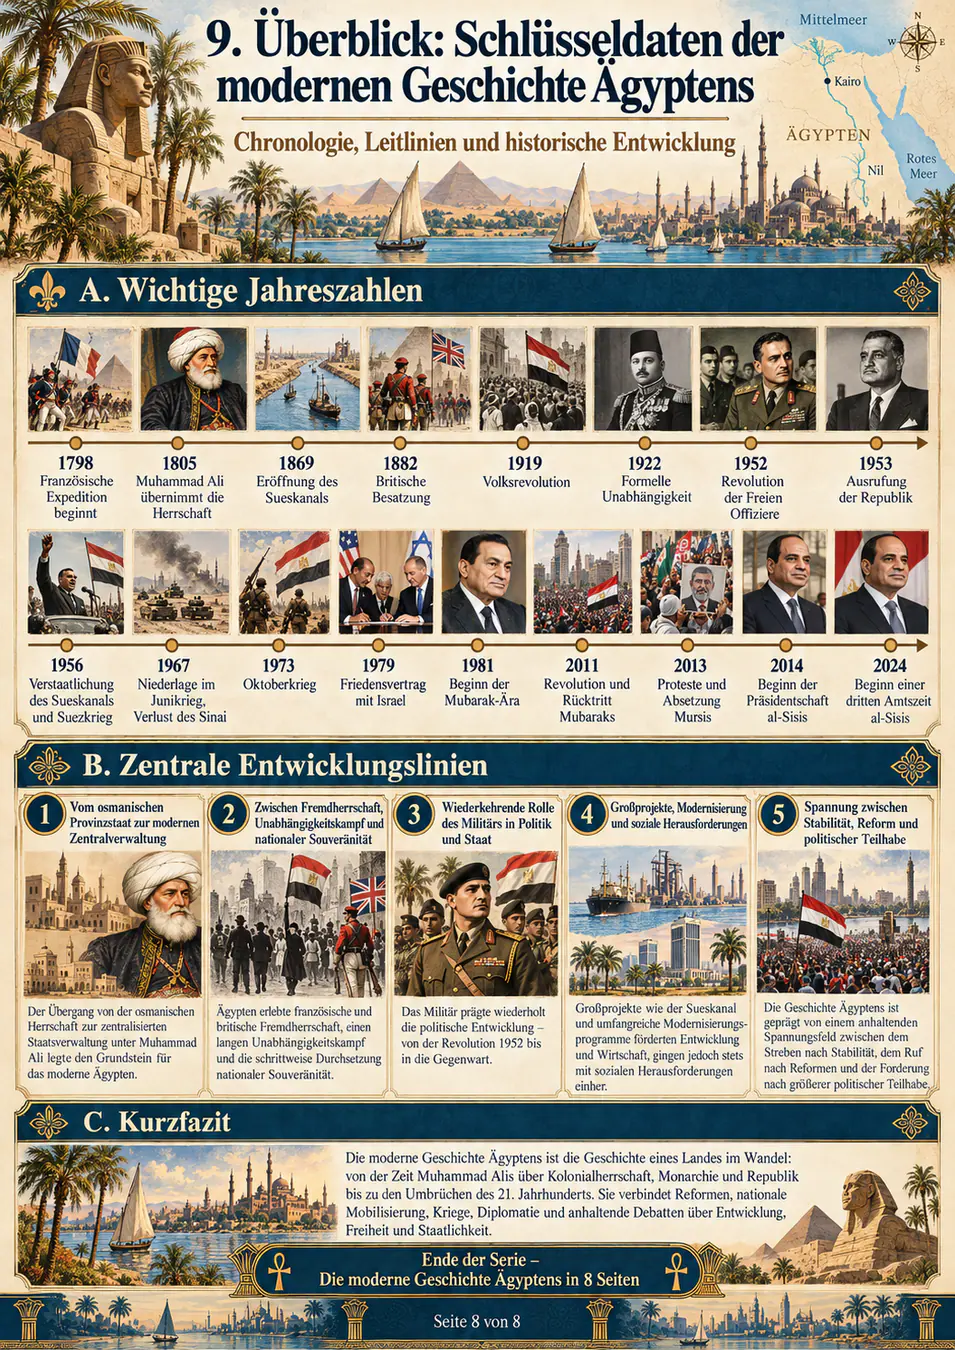 9. Überblick: Schlüsseldaten der
modernen Geschichte Ägyptens
Chronologie, Leitlinien und historische Entwicklung
Mittelmeer
N
W
E
S
Kairo
ÄGYPTEN
Nil
Rotes
Meer
A. Wichtige Jahreszahlen
1798
Französische
Expedition
beginnt
1805
Muhammad Ali
übernimmt die
Herrschaft
1869
Eröffnung des
Sueskanals
1882
Britische
Besatzung
1919
Volksrevolution
1922
Formelle
Unabhängigkeit
1952
Revolution
der Freien
Offiziere
1953
Ausrufung
der Republik
1956
Verstaatlichung
des Sueskanals
und Suezkrieg
1967
Niederlage im
Junikrieg,
Verlust des Sinai
1973
Oktoberkrieg
1979
Friedensvertrag
mit Israel
1981
Beginn der
Mubarak-Ära
2011
Revolution und
Rücktritt
Mubaraks
2013
Proteste und
Absetzung
Mursis
2014
Beginn der
Präsidentschaft
al-Sisis
2024
Beginn einer
dritten Amtszeit
al-Sisis
B. Zentrale Entwicklungslinien
1
Vom osmanischen
Provinzstaat zur modernen
Zentralverwaltung
Der Übergang von der osmanischen
Herrschaft zur zentralisierten
Staatsverwaltung unter Muhammad
Ali legte den Grundstein für
das moderne Ägypten.
2
Zwischen Fremdherrschaft,
Unabhängigkeitskampf und
nationaler Souveränität
Ägypten erlebte französische und
britische Fremdherrschaft, einen
langen Unabhängigkeitskampf
und die schrittweise Durchsetzung
nationaler Souveränität.
3
Wiederkehrende Rolle
des Militärs in Politik
und Staat
Das Militär prägte wiederholt
die politische Entwicklung –
von der Revolution 1952 bis
in die Gegenwart.
4
Großprojekte, Modernisierung
und soziale Herausforderungen
Großprojekte wie der Sueskanal
und umfangreiche Modernisierungs-
programme förderten Entwicklung
und Wirtschaft, gingen jedoch stets
mit sozialen Herausforderungen
einher.
5
Spannung zwischen
Stabilität, Reform und
politischer Teilhabe
Die Geschichte Ägyptens ist
geprägt von einem anhaltenden
Spannungsfeld zwischen dem
Streben nach Stabilität, dem Ruf
nach Reformen und der Forderung
nach größerer politischer Teilhabe.
C. Kurzfazit
Die moderne Geschichte Ägyptens ist die Geschichte eines Landes im Wandel:
von der Zeit Muhammad Alis über Kolonialherrschaft, Monarchie und Republik
bis zu den Umbrüchen des 21. Jahrhunderts. Sie verbindet Reformen, nationale
Mobilisierung, Kriege, Diplomatie und anhaltende Debatten über Entwicklung,
Freiheit und Staatlichkeit.
Ende der Serie –
Die moderne Geschichte Ägyptens in 8 Seiten
Seite 8 von 8